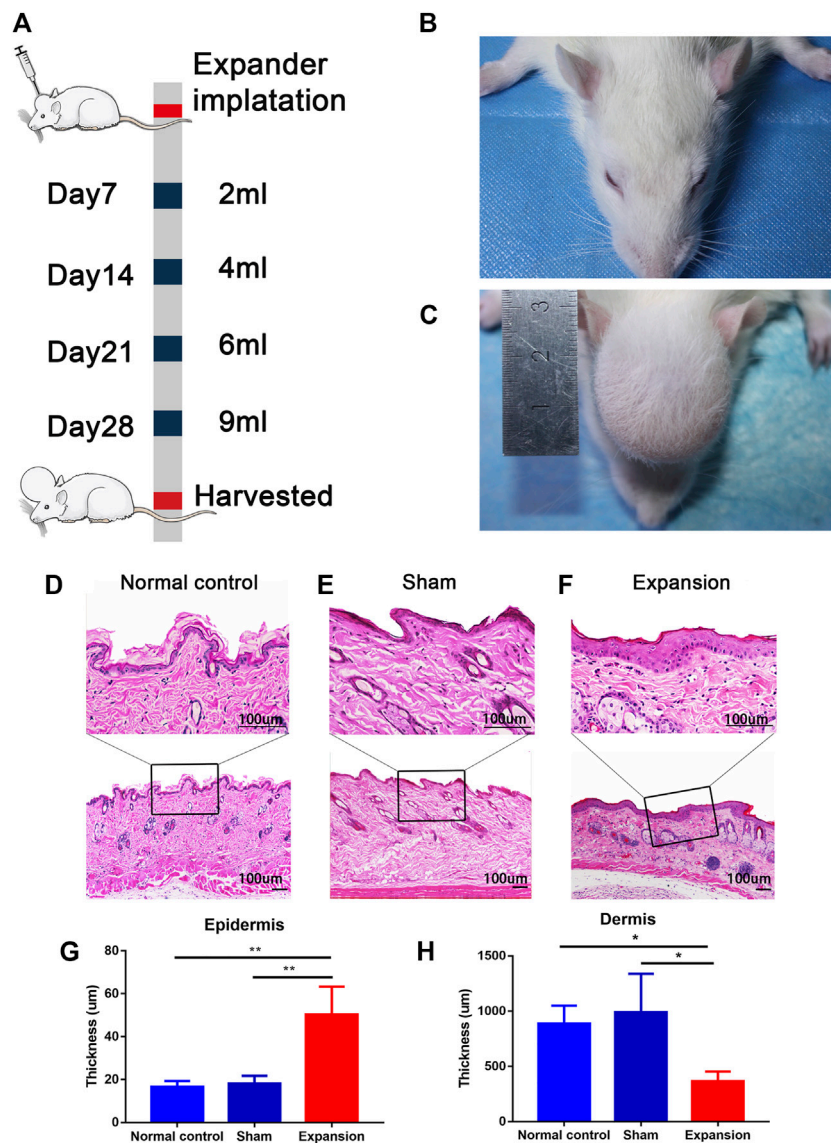 A
Expander
implatation
Day7 2ml
Day14 4ml
Day21 6ml
Day28 9ml
Harvested
B
C
3
2
1
D Normal control
E Sham
F Expansion
100um
100um
100um
100um
100um
100um
G
Epidermis
Thickness (um)
80
60
40
20
0
**
**
Normal control Sham Expansion
H
Dermis
Thickness (um)
1500
1000
500
0
*
*
Normal control Sham Expansion